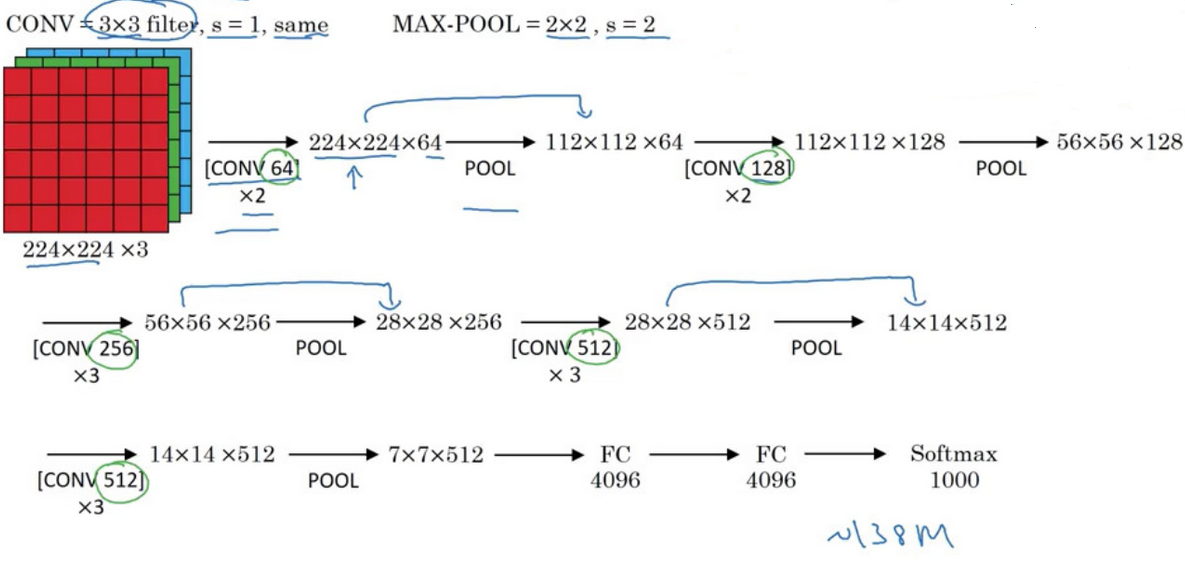 CONV = 3×3 filter, s = 1, same MAX-POOL = 2×2 , s = 2
224×224×64 112×112 ×64 112×112 ×128 56×56 ×128
[CONV 64] POOL [CONV 128] POOL
×2 ×2
224×224 ×3
56×56 ×256 28×28 ×256 28×28 ×512 14×14×512
[CONV 256] POOL [CONV 512] POOL
×3 × 3
14×14 ×512 7×7×512 FC FC Softmax
[CONV 512] POOL 4096 4096 1000
×3
~138M